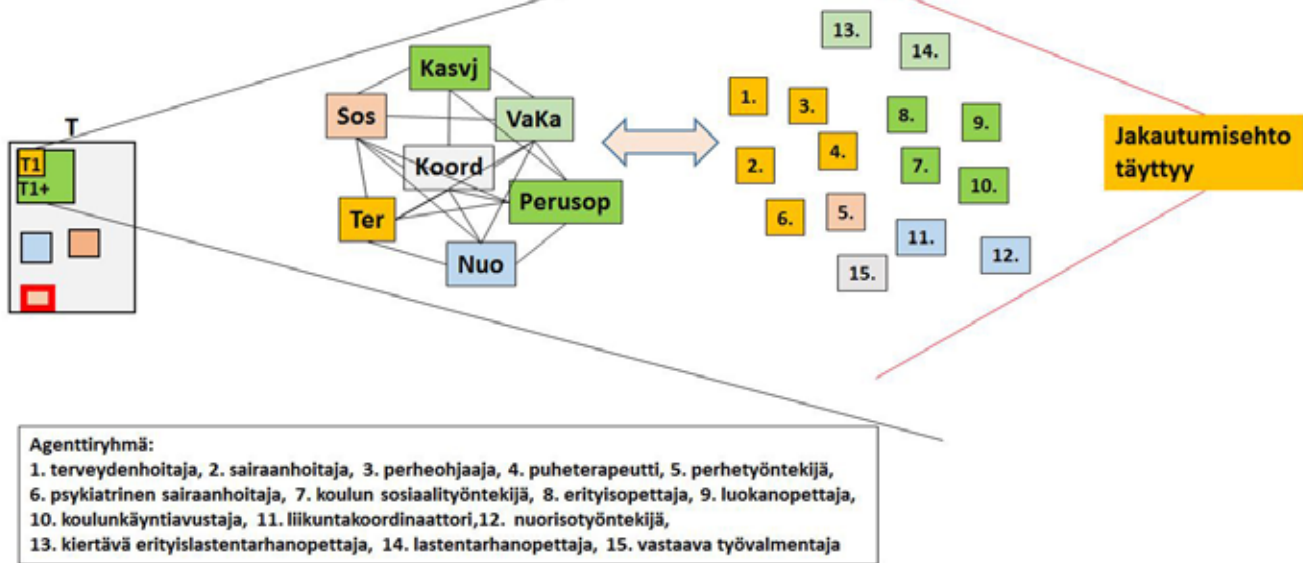 T
T1
T1+
Kasvj
Sos
VaKa
Koord
Ter
Perusop
Nuo
13.
14.
1.
3.
8.
9.
4.
2.
7.
10.
6.
5.
11.
12.
15.
Jakautumisehto
täyttyy
Agenttiryhmä:
1. terveydenhoitaja, 2. sairaanhoitaja, 3. perheohjaaja, 4. puheterapeutti, 5. perhetyöntekijä,
6. psykiatrinen sairaanhoitaja, 7. koulun sosiaalityöntekijä, 8. erityisopettaja, 9. luokanopettaja,
10. koulunkäyntiavustaja, 11. liikuntakoordinaattori,12. nuorisotyöntekijä,
13. kiertävä erityislastentarhanopettaja, 14. lastentarhanopettaja, 15. vastaava työvalmentaja